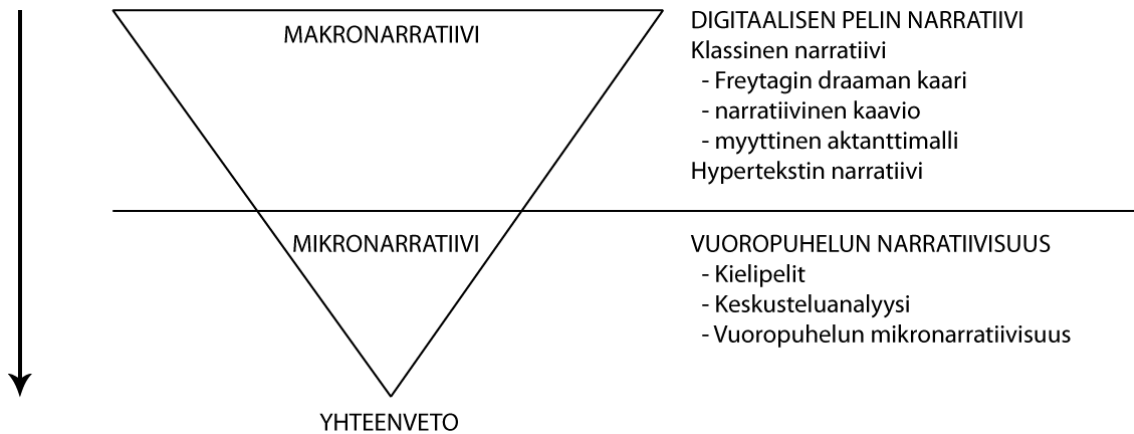 MAKRONARRATIIVI
DIGITAALISEN PELIN NARRATIIVI
Klassinen narratiivi
- Freytagin draaman kaari
- narratiivinen kaavio
- myyttinen aktanttimalli
Hypertekstin narratiivi
MIKRONARRATIIVI
VUOROPUHELUN NARRATIIVISUUS
- Kielipelit
- Keskusteluanalyysi
- Vuoropuhelun mikronarratiivisuus
YHTEENVETO